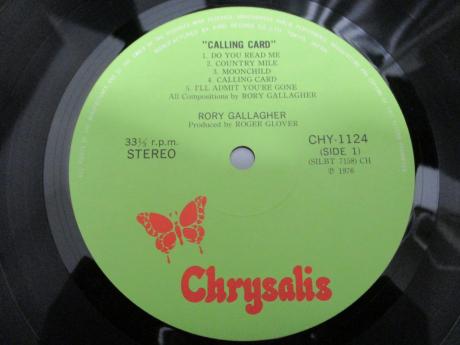 "CALLING CARD"
1. DO YOU READ ME
2. COUNTRY MILE
3. MOONCHILD
4. CALLING CARD
5. I'LL ADMIT YOU'RE GONE
All Compositions by RORY GALLAGHER
RORY GALLAGHER
Produced by ROGER GLOVER
33⅓ r.p.m.
STEREO
CHY-1124
(SIDE 1)
(SILBT 7158) CH
℗ 1976
Chrysalis